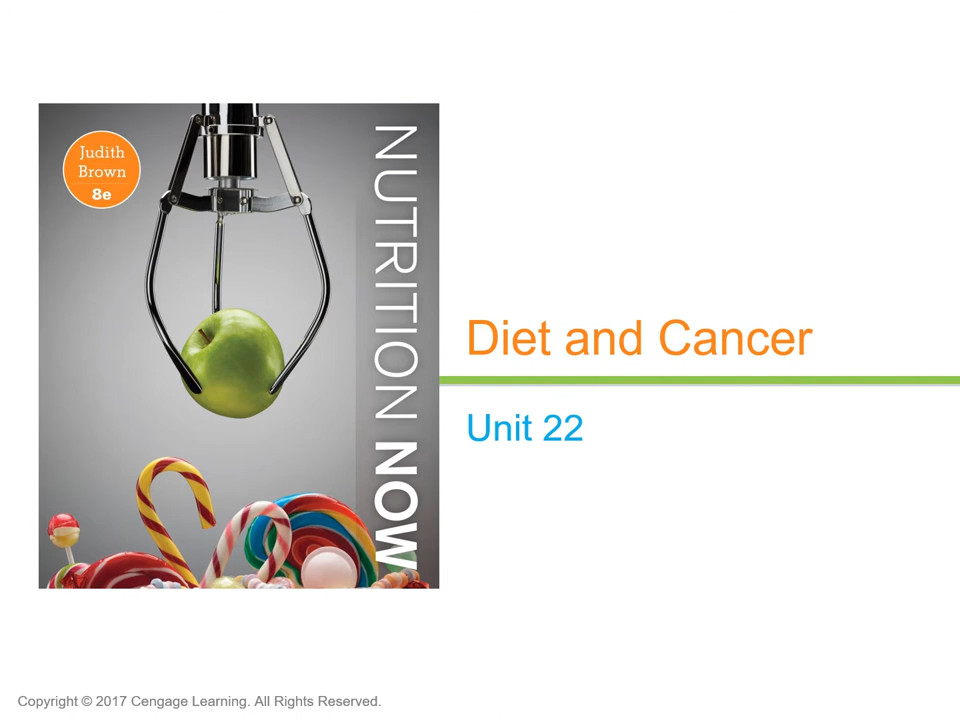 Judith
Brown
8e
NUTRITION NOW
Diet and Cancer
Unit 22
Copyright © 2017 Cengage Learning. All Rights Reserved.